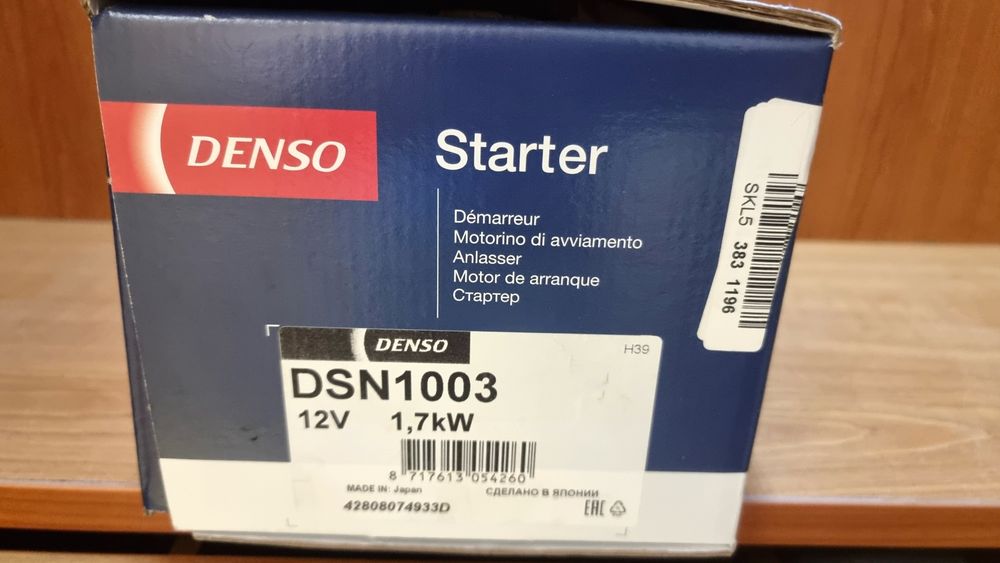 DENSO
Starter
Démarreur
Motorino di avviamento
Anlasser
Motor de arranque
Стартер
SKL5 383 1196
DENSO
H39
DSN1003
12V 1,7kW
8 717613 054260
MADE IN: Japan СДЕЛАНО В ЯПОНИИ
42808074933D
EAC